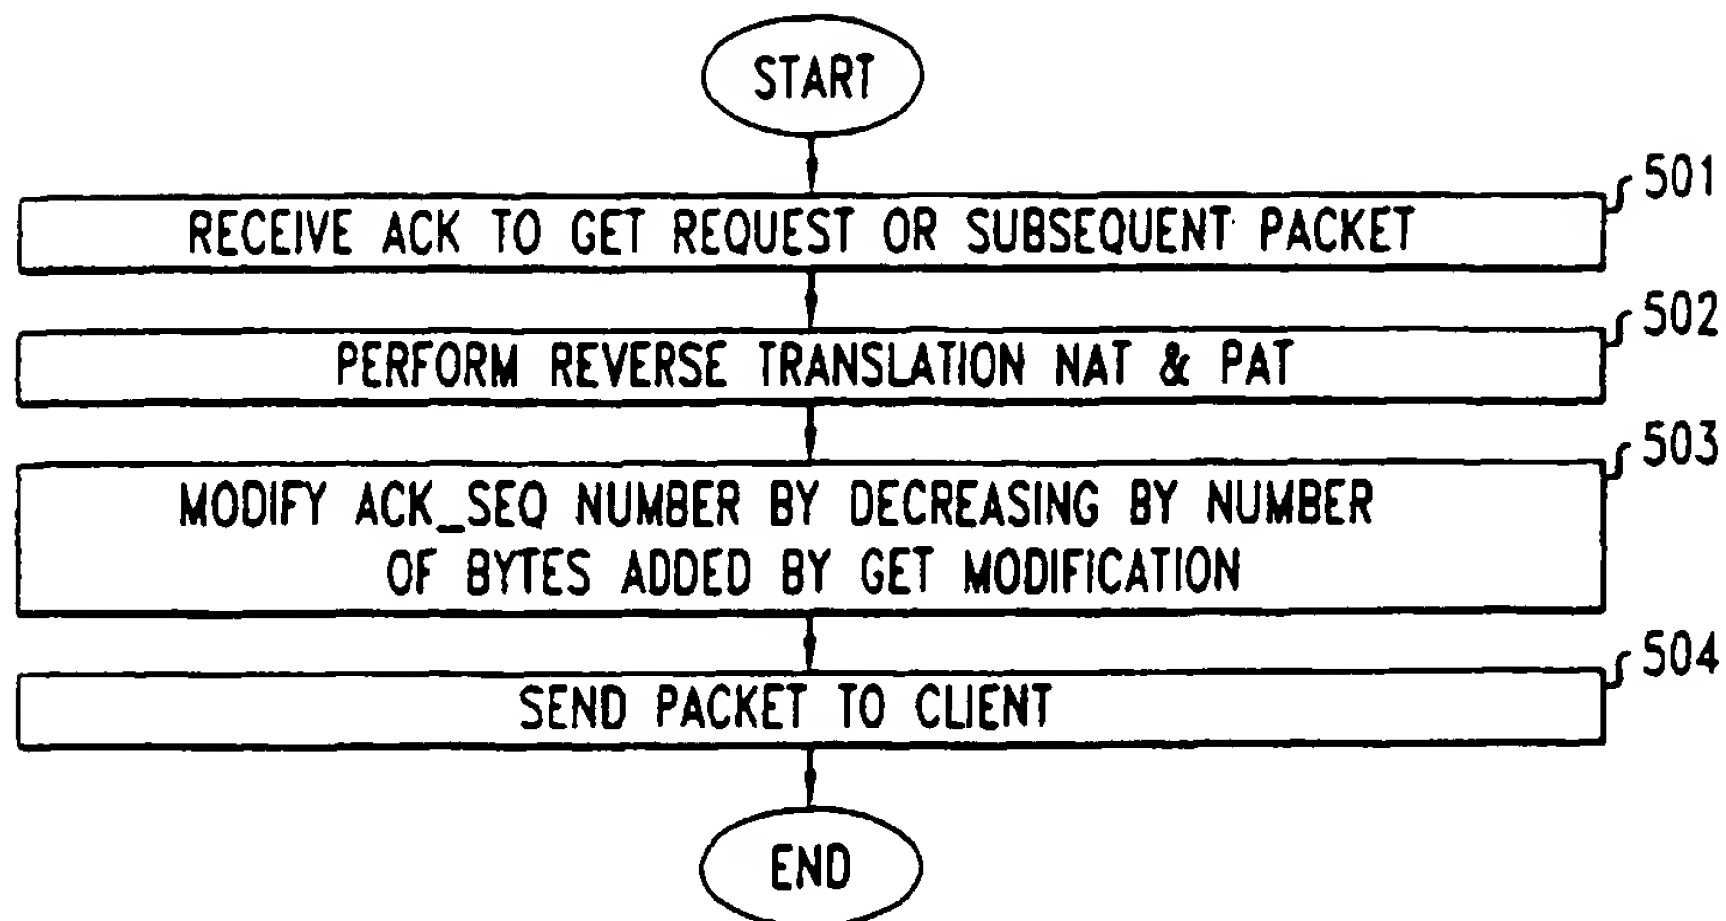 START
501
RECEIVE ACK TO GET REQUEST OR SUBSEQUENT PACKET
502
PERFORM REVERSE TRANSLATION NAT & PAT
503
MODIFY ACK_SEQ NUMBER BY DECREASING BY NUMBER
OF BYTES ADDED BY GET MODIFICATION
504
SEND PACKET TO CLIENT
END